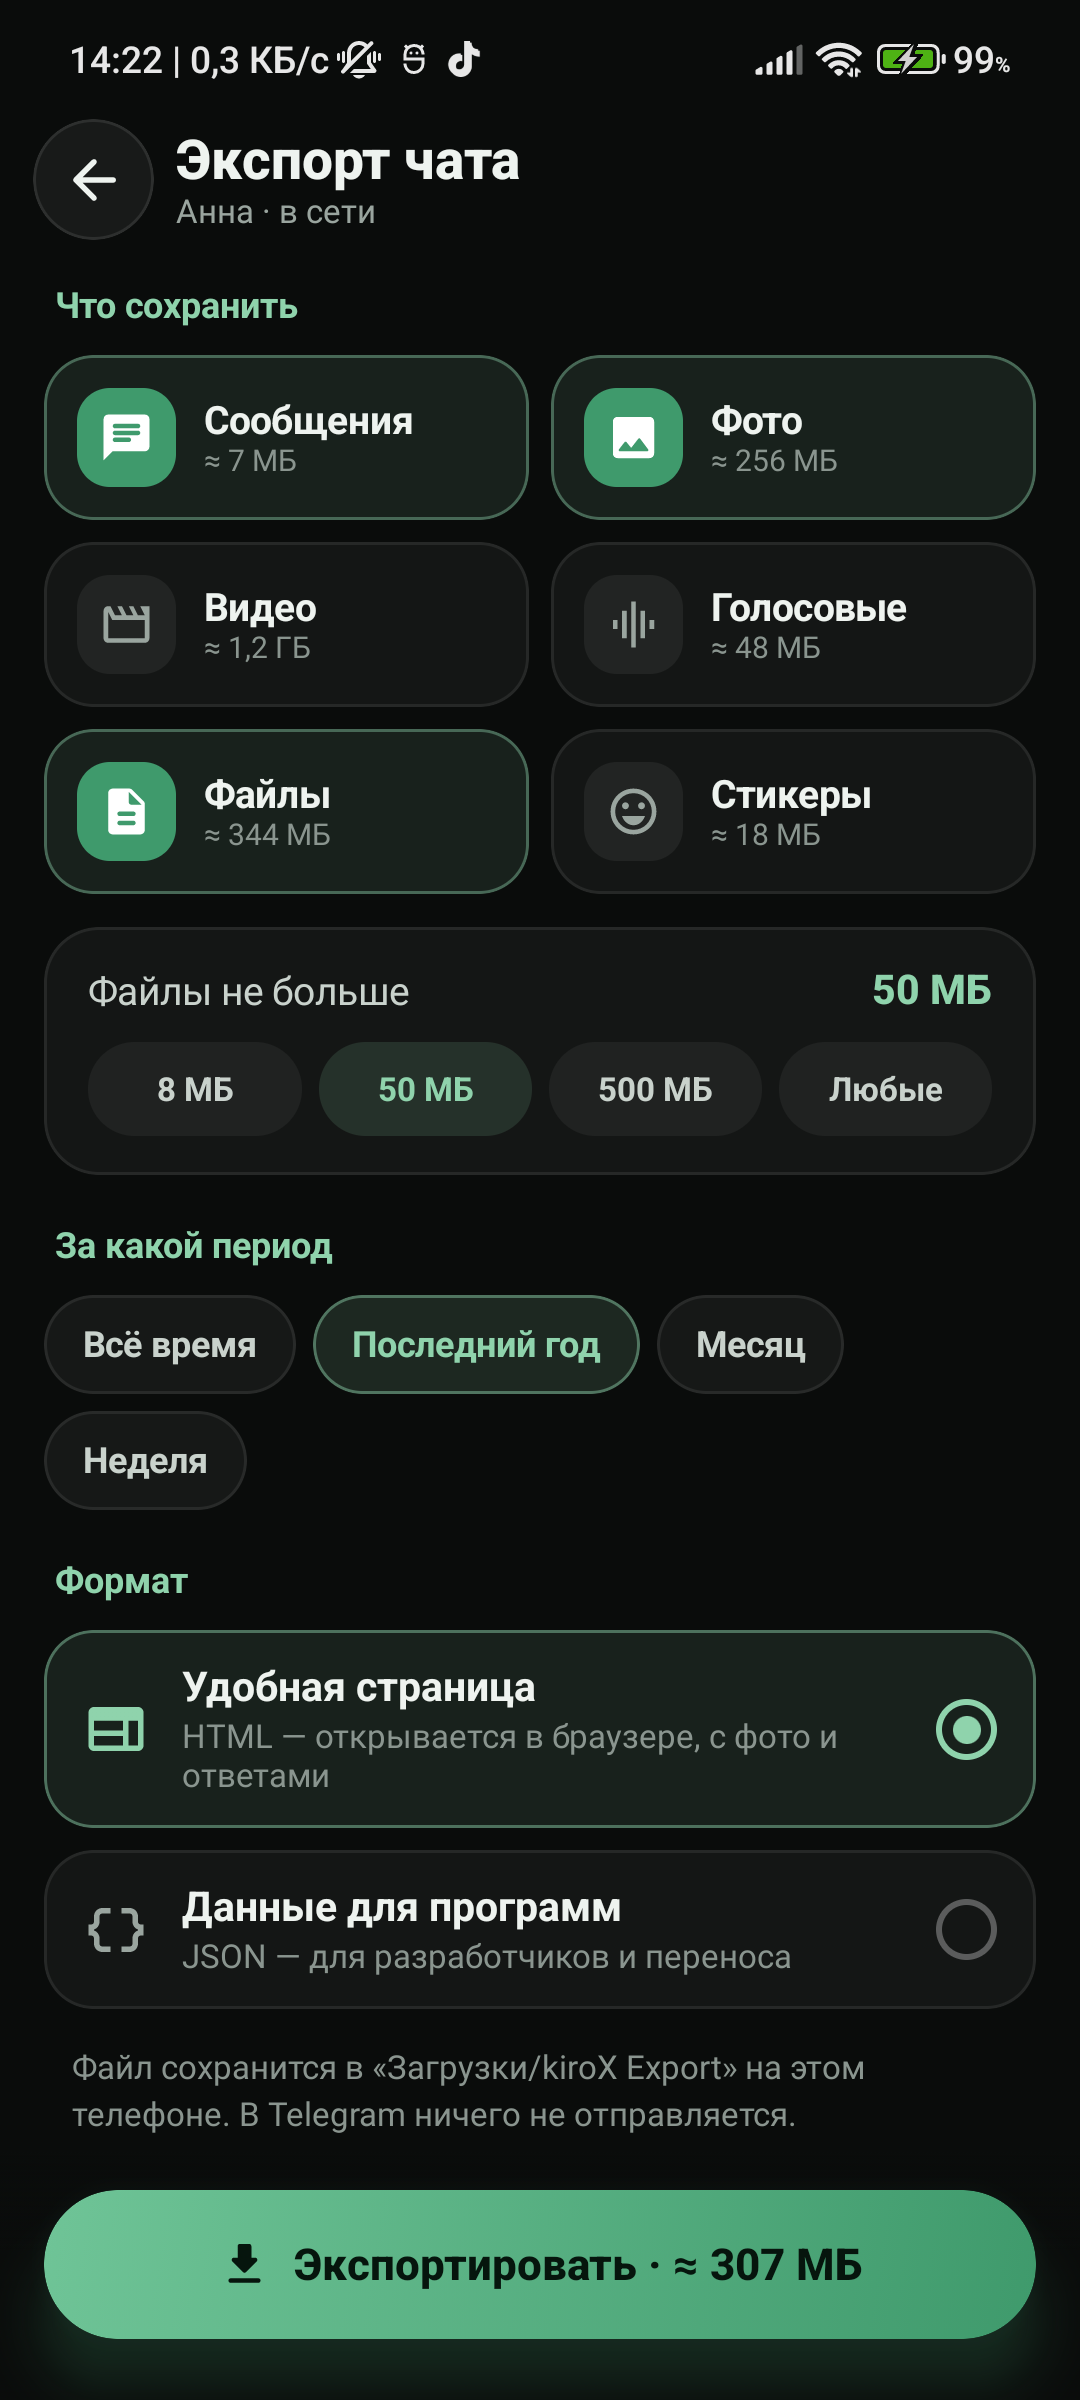 14:22 | 0,3 КБ/с 99%
Экспорт чата
Анна · в сети
Что сохранить
Сообщения
≈ 7 МБ
Фото
≈ 256 МБ
Видео
≈ 1,2 ГБ
Голосовые
≈ 48 МБ
Файлы
≈ 344 МБ
Стикеры
≈ 18 МБ
Файлы не больше 50 МБ
8 МБ 50 МБ 500 МБ Любые
За какой период
Всё время Последний год Месяц
Неделя
Формат
Удобная страница
HTML — открывается в браузере, с фото и
ответами
Данные для программ
JSON — для разработчиков и переноса
Файл сохранится в «Загрузки/kiroX Export» на этом
телефоне. В Telegram ничего не отправляется.
Экспортировать · ≈ 307 МБ